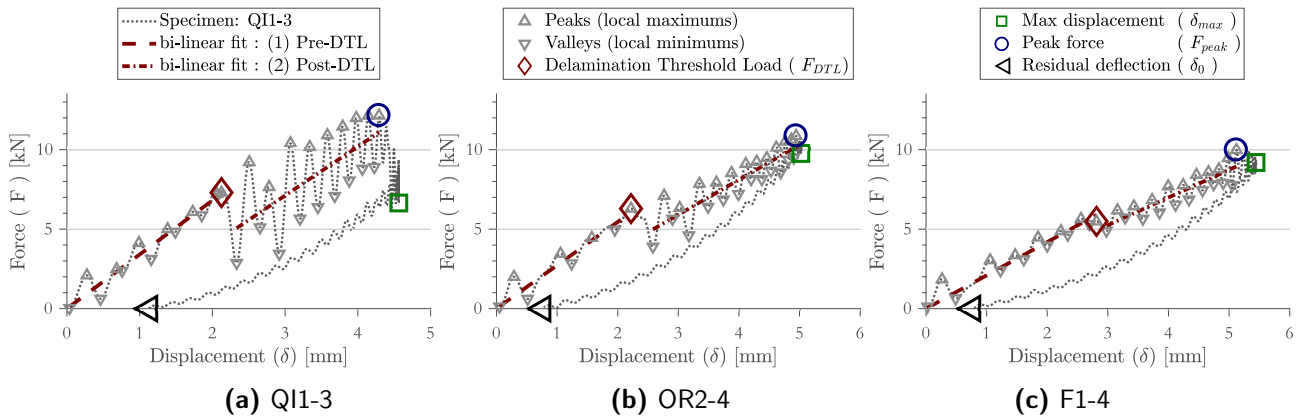 Specimen: QI1-3
bi-linear fit : (1) Pre-DTL
bi-linear fit : (2) Post-DTL
Peaks (local maximums)
Valleys (local minimums)
Delamination Threshold Load ( F_DTL)
Max displacement ( δ_max )
Peak force ( F_peak )
Residual deflection ( δ_0 )
Force ( F ) [kN]
10
5
0
0 1 2 3 4 5
Displacement (δ) [mm]
(a) QI1-3
Force ( F ) [kN]
10
5
0
0 1 2 3 4 5 6
Displacement (δ) [mm]
(b) OR2-4
Force ( F ) [kN]
10
5
0
0 1 2 3 4 5 6
Displacement (δ) [mm]
(c) F1-4